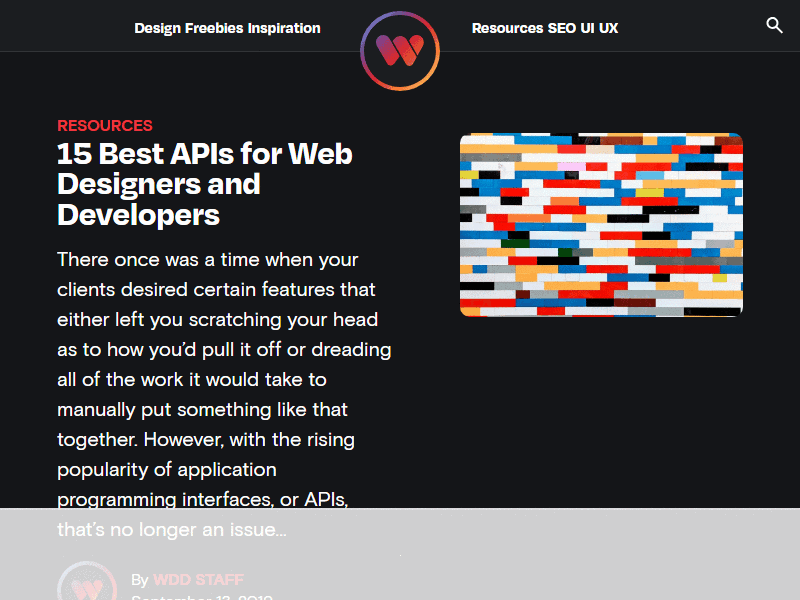 Design Freebies Inspiration
Resources SEO UI UX
RESOURCES
15 Best APIs for Web
Designers and
Developers
There once was a time when your
clients desired certain features that
either left you scratching your head
as to how you’d pull it off or dreading
all of the work it would take to
manually put something like that
together. However, with the rising
popularity of application
programming interfaces, or APIs,
that’s no longer an issue...
By WDD STAFF
September 13, 2019